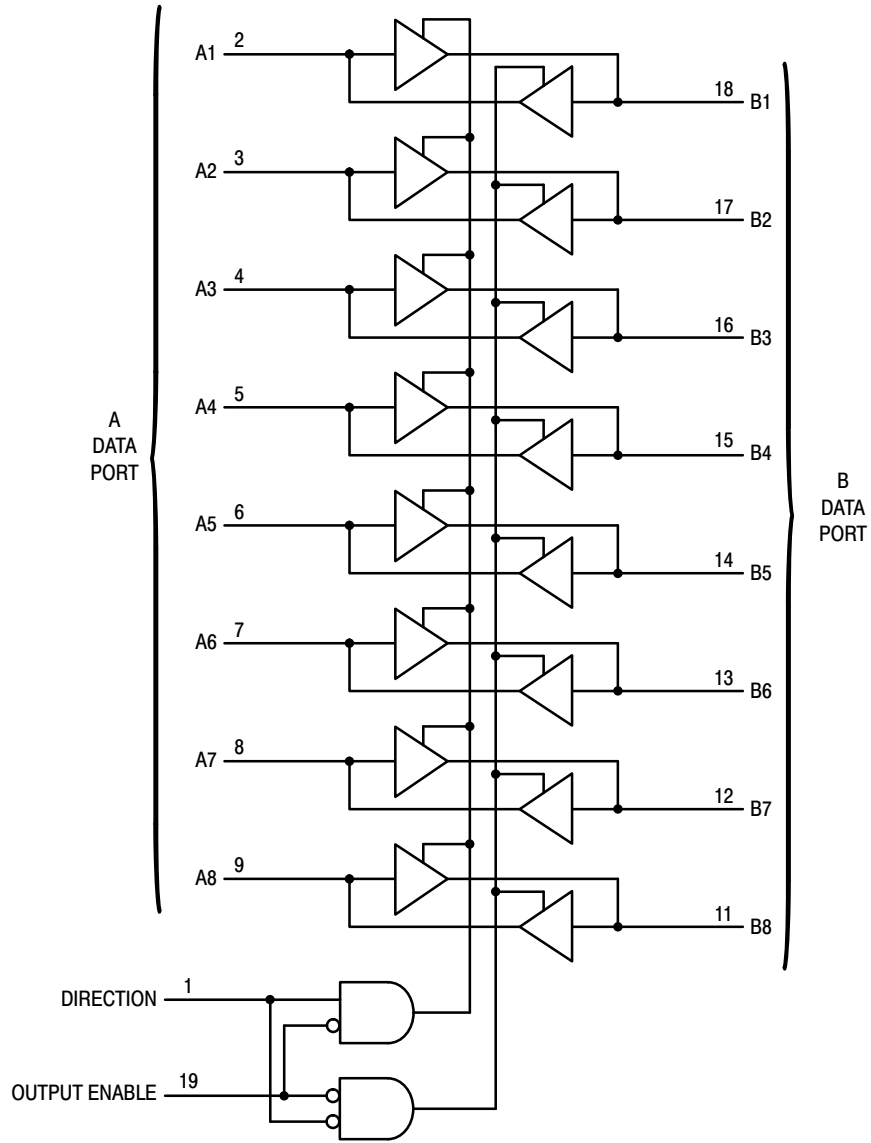 A1 2
18 B1
A2 3
17 B2
A3 4
16 B3
A4 5
15 B4
A
DATA
PORT
B
DATA
PORT
A5 6
14 B5
A6 7
13 B6
A7 8
12 B7
A8 9
11 B8
DIRECTION 1
OUTPUT ENABLE 19